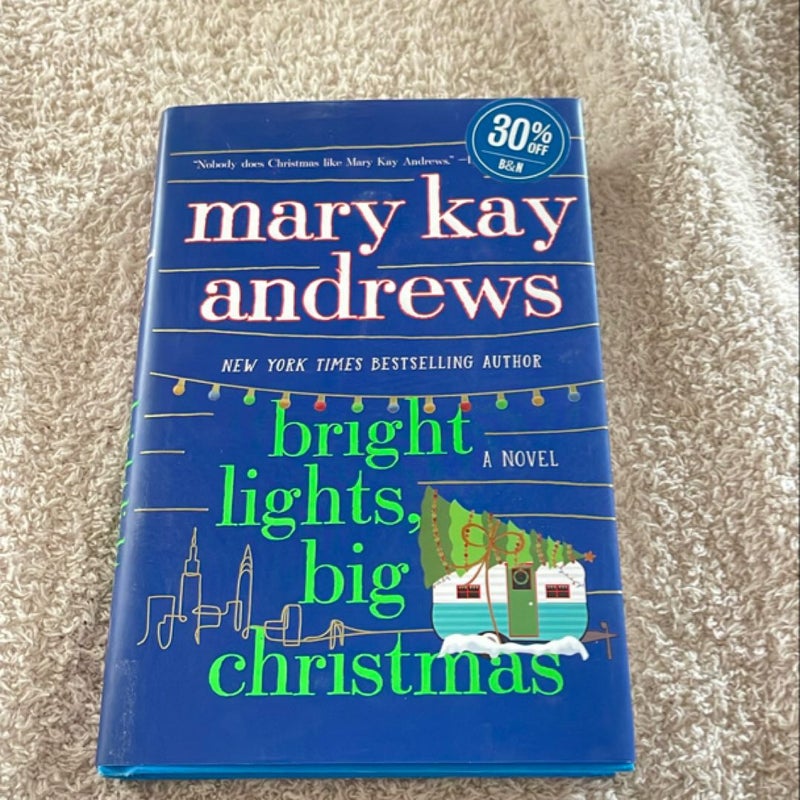 30%
OFF
B&N
"Nobody does Christmas like Mary Kay Andrews." —
mary kay
andrews
NEW YORK TIMES BESTSELLING AUTHOR
bright
A NOVEL
lights,
big
christmas